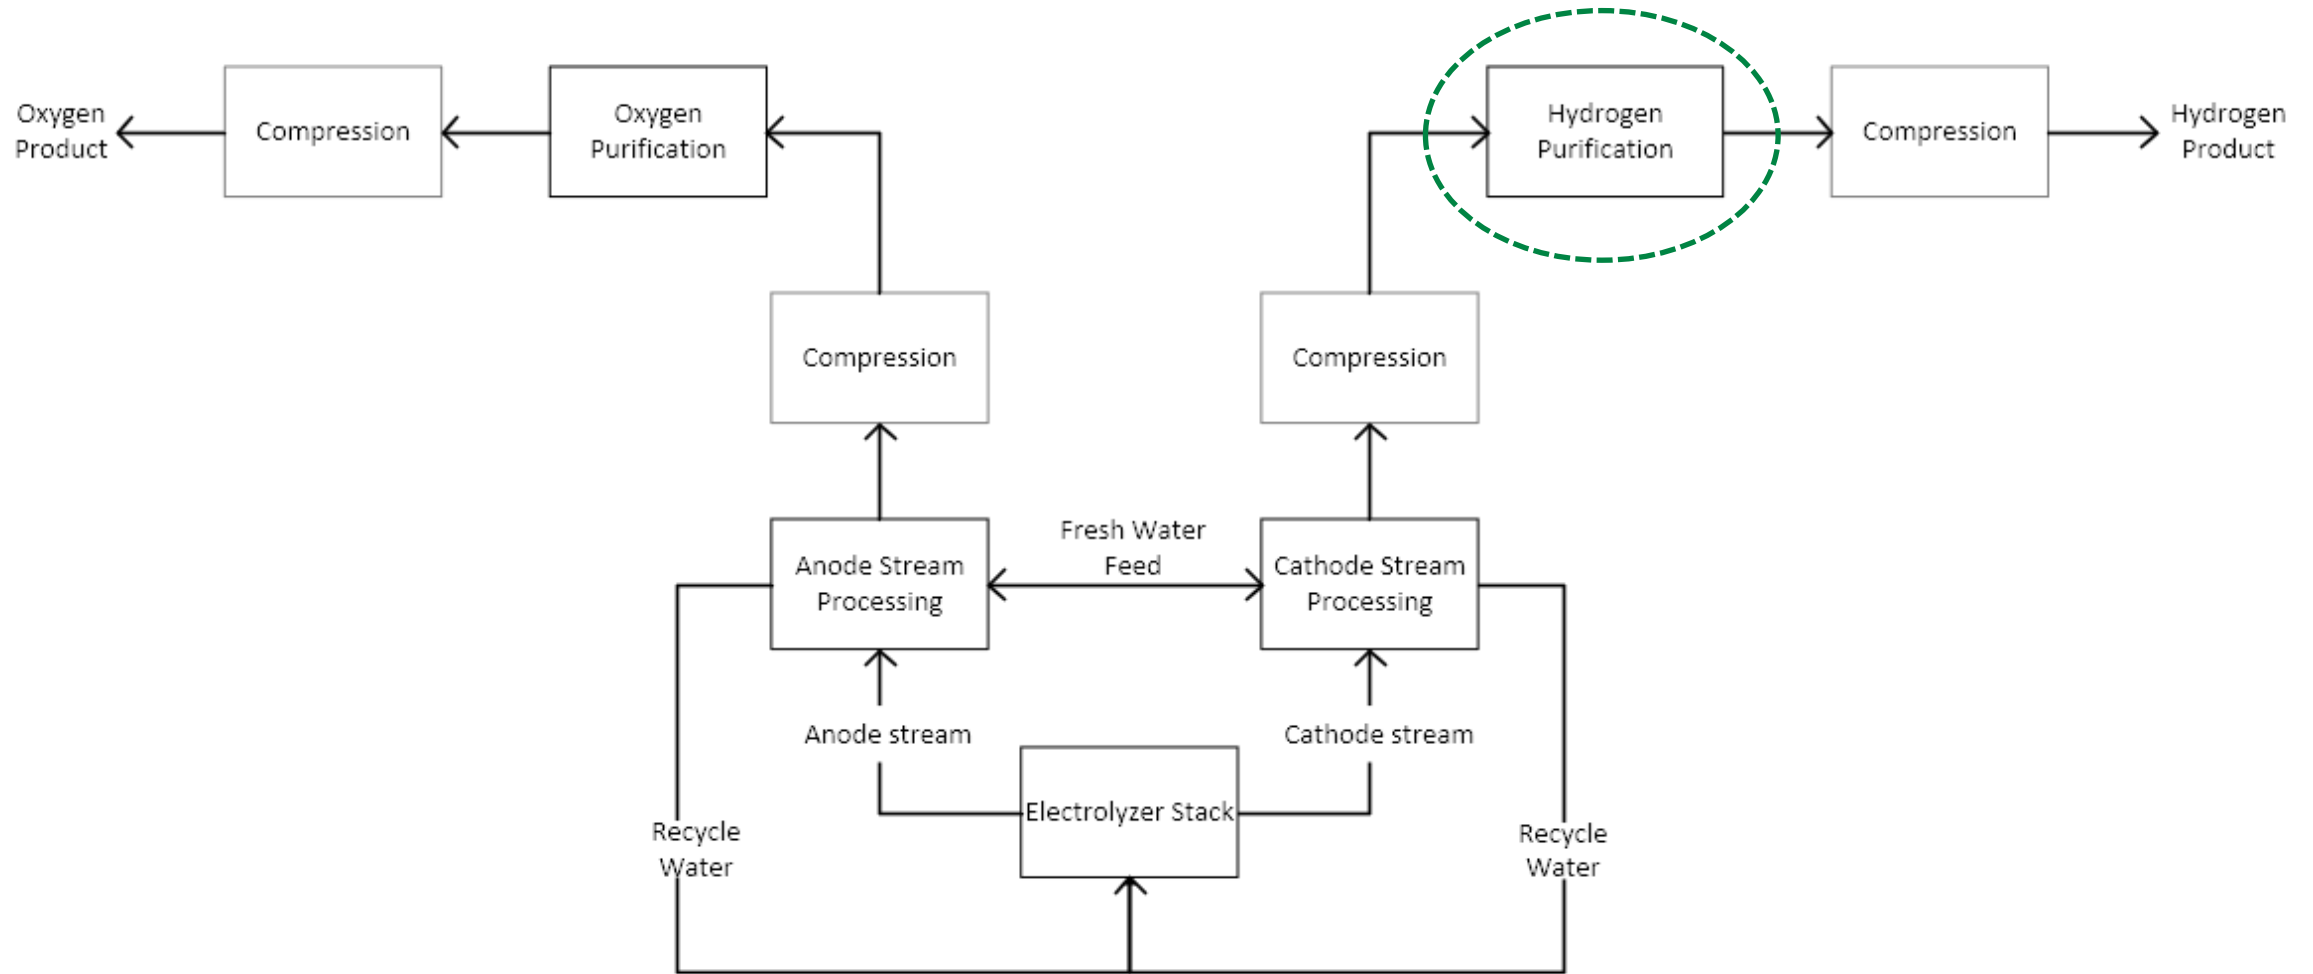 Oxygen
Product
Compression
Oxygen
Purification
Hydrogen
Purification
Compression
Hydrogen
Product
Compression
Compression
Anode Stream
Processing
Fresh Water
Feed
Cathode Stream
Processing
Anode stream
Cathode stream
Electrolyzer Stack
Recycle
Water
Recycle
Water